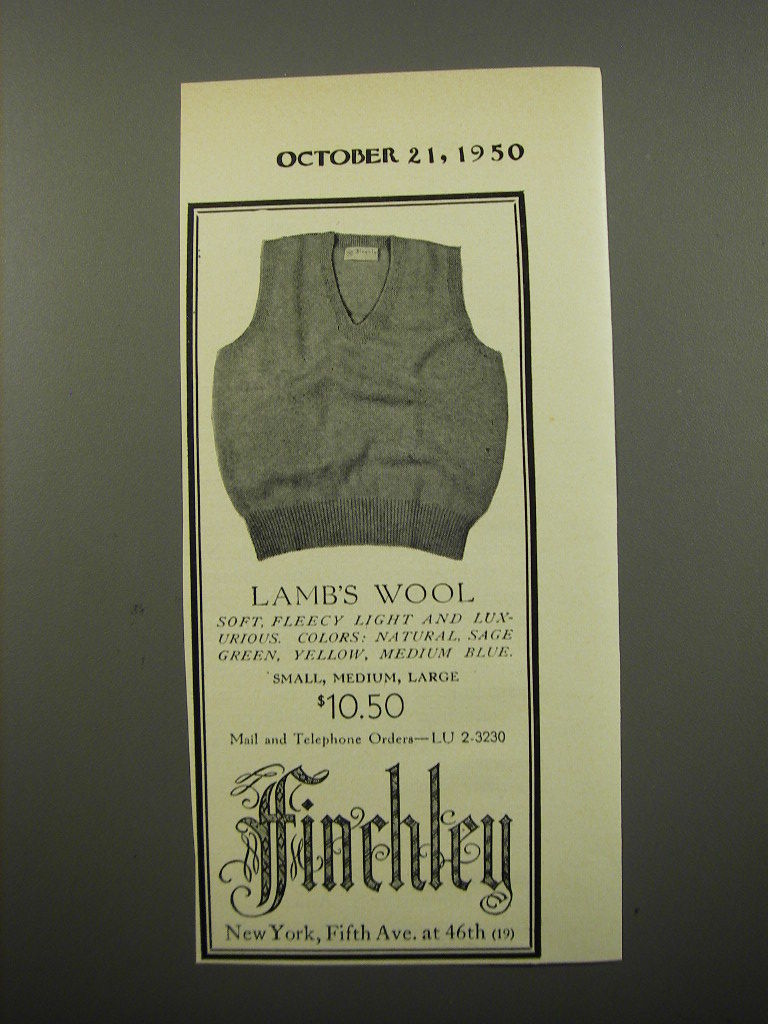 OCTOBER 21, 1950
Finchley
LAMB'S WOOL
SOFT, FLEECY LIGHT AND LUX-
URIOUS. COLORS: NATURAL, SAGE
GREEN, YELLOW, MEDIUM BLUE.
SMALL, MEDIUM, LARGE
$10.50
Mail and Telephone Orders—LU 2-3230
Finchley
New York, Fifth Ave. at 46th (19)